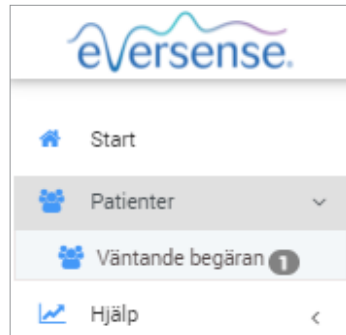 eversense.
Start
Patienter
Väntande begäran 1
Hjälp